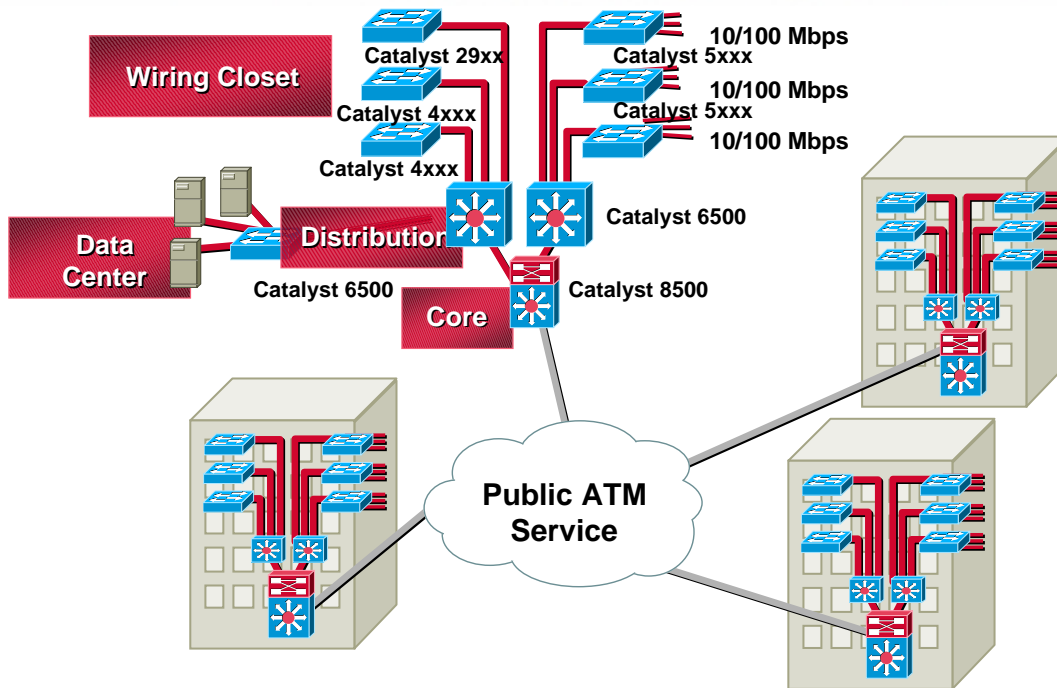 Wiring Closet
Catalyst 29xx
Catalyst 4xxx
Catalyst 4xxx
10/100 Mbps
Catalyst 5xxx
10/100 Mbps
Catalyst 5xxx
10/100 Mbps
Data
Center
Distribution
Catalyst 6500
Catalyst 6500
Catalyst 8500
Core
Public ATM
Service